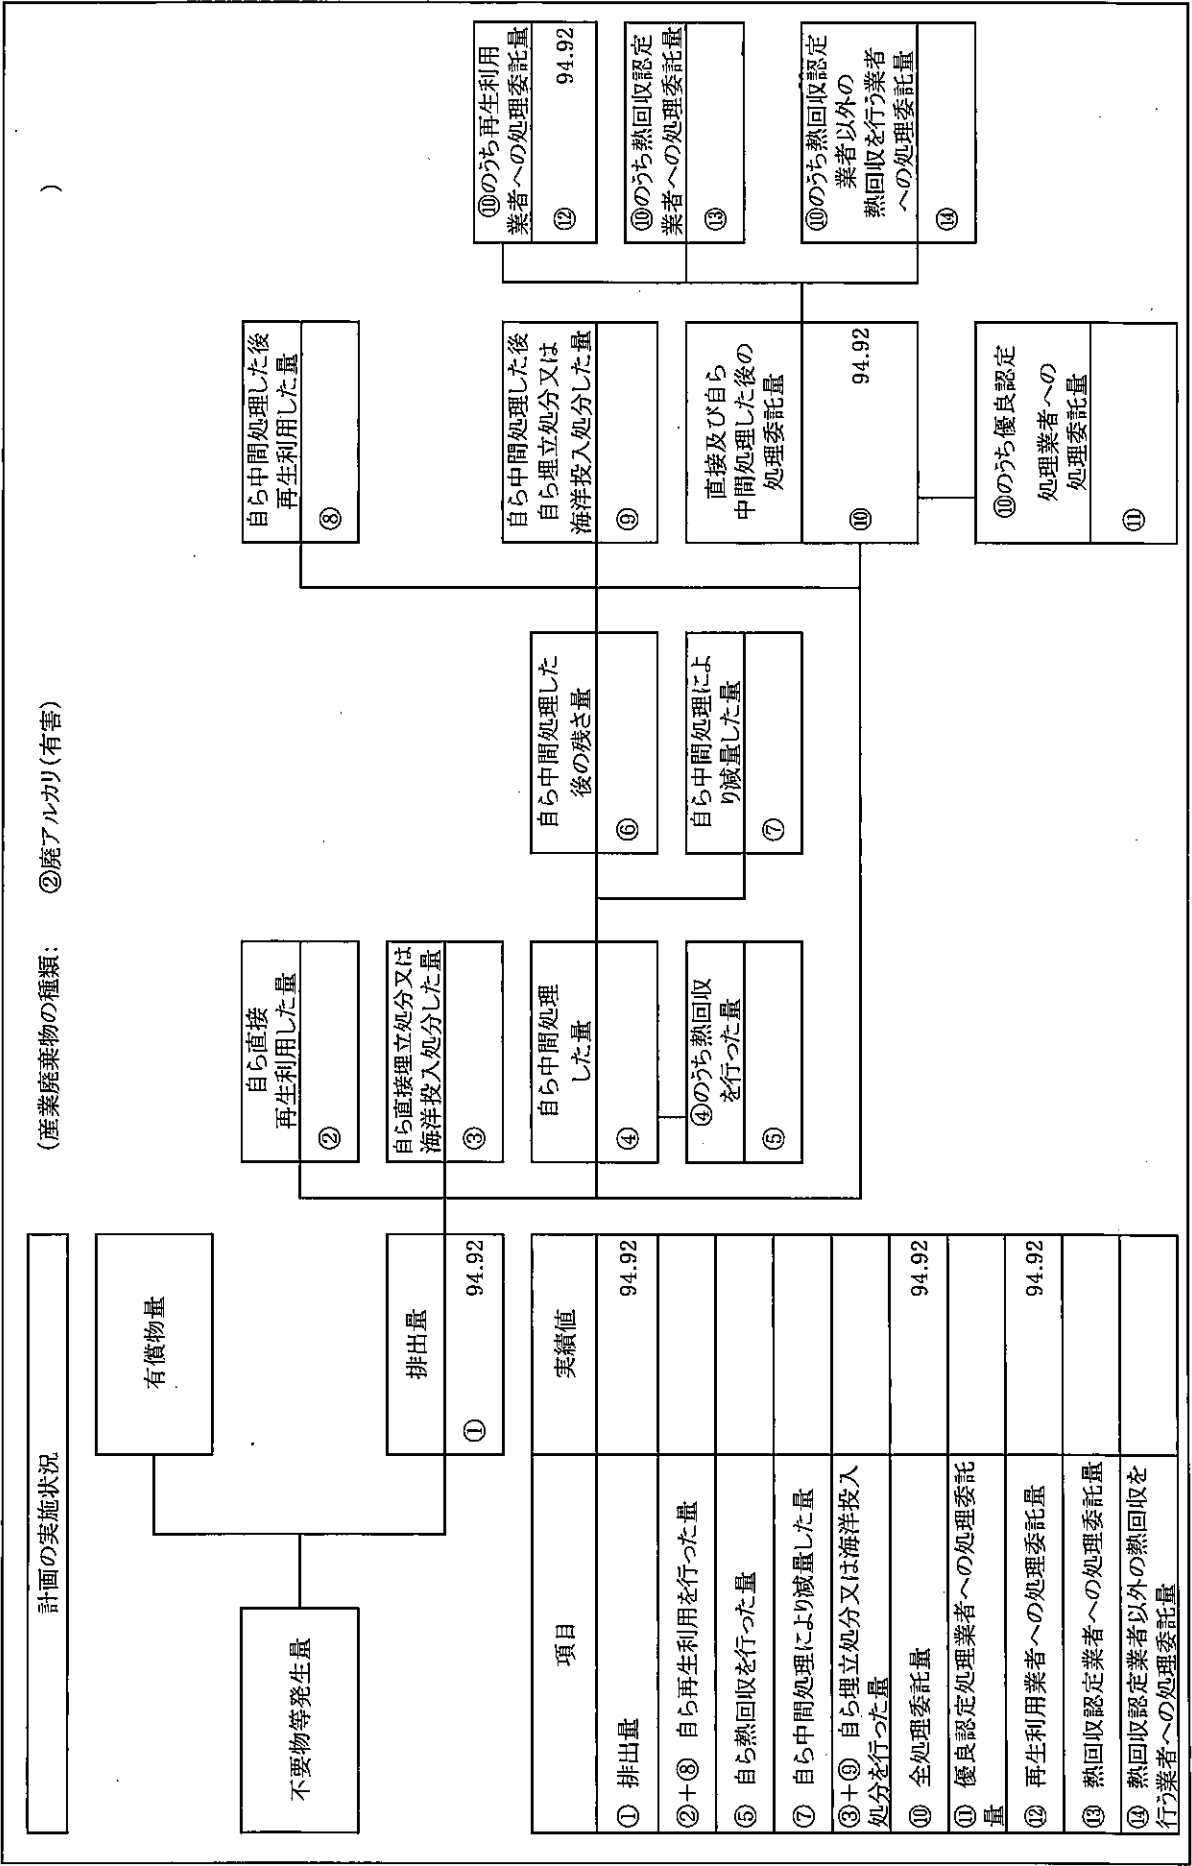 計画の実施状況
(産業廃棄物の種類: ②廃アルカリ(有害) )
不要物等発生量
有償物量
排出量
① 94.92
自ら直接
再生利用した量
②
自ら直接埋立処分又は
海洋投入処分した量
③
自ら中間処理
した量
④
④のうち熱回収
を行った量
⑤
自ら中間処理した
後の残さ量
⑥
自ら中間処理によ
り減量した量
⑦
自ら中間処理した後
再生利用した量
⑧
自ら中間処理した後
自ら埋立処分又は
海洋投入処分した量
⑨
直接及び自ら
中間処理した後の
処理委託量
⑩ 94.92
⑩のうち優良認定
処理業者への
処理委託量
⑪
⑩のうち再生利用
業者への処理委託量
⑫ 94.92
⑩のうち熱回収認定
業者への処理委託量
⑬
⑩のうち熱回収認定
業者以外の
熱回収を行う業者
への処理委託量
⑭
項目 実績値
① 排出量 94.92
②+⑧ 自ら再生利用を行った量
⑤ 自ら熱回収を行った量
⑦ 自ら中間処理により減量した量
③+⑨ 自ら埋立処分又は海洋投入
処分を行った量
⑩ 全処理委託量 94.92
⑪ 優良認定処理業者への処理委託
量
⑫ 再生利用業者への処理委託量 94.92
⑬ 熱回収認定業者への処理委託量
⑭ 熱回収認定業者以外の熱回収を
行う業者への処理委託量